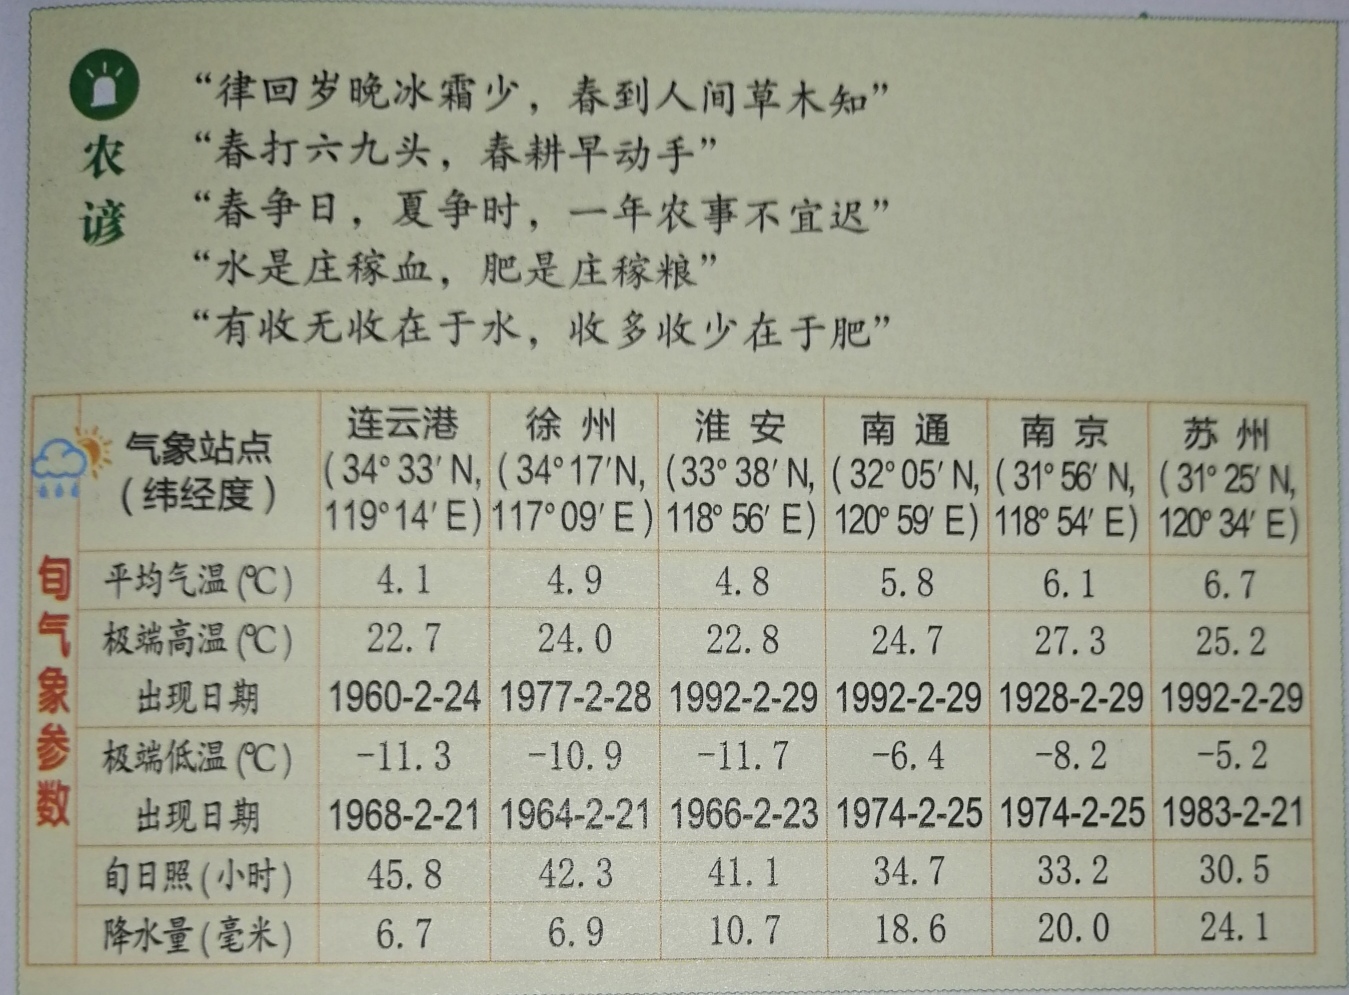 农谚
“律回岁晚冰霜少，春到人间草木知”
“春打六九头，春耕早动手”
“春争日，夏争时，一年农事不宜迟”
“水是庄稼血，肥是庄稼粮”
“有收无收在于水，收多收少在于肥”
旬气象参数
气象站点（纬经度） 连云港（34°33′N，119°14′E） 徐州（34°17′N，117°09′E） 淮安（33°38′N，118°56′E） 南通（32°05′N，120°59′E） 南京（31°56′N，118°54′E） 苏州（31°25′N，120°34′E）
平均气温(℃) 4.1 4.9 4.8 5.8 6.1 6.7
极端高温(℃) 22.7 24.0 22.8 24.7 27.3 25.2
出现日期 1960-2-24 1977-2-28 1992-2-29 1992-2-29 1928-2-29 1992-2-29
极端低温(℃) -11.3 -10.9 -11.7 -6.4 -8.2 -5.2
出现日期 1968-2-21 1964-2-21 1966-2-23 1974-2-25 1974-2-25 1983-2-21
旬日照(小时) 45.8 42.3 41.1 34.7 33.2 30.5
降水量(毫米) 6.7 6.9 10.7 18.6 20.0 24.1